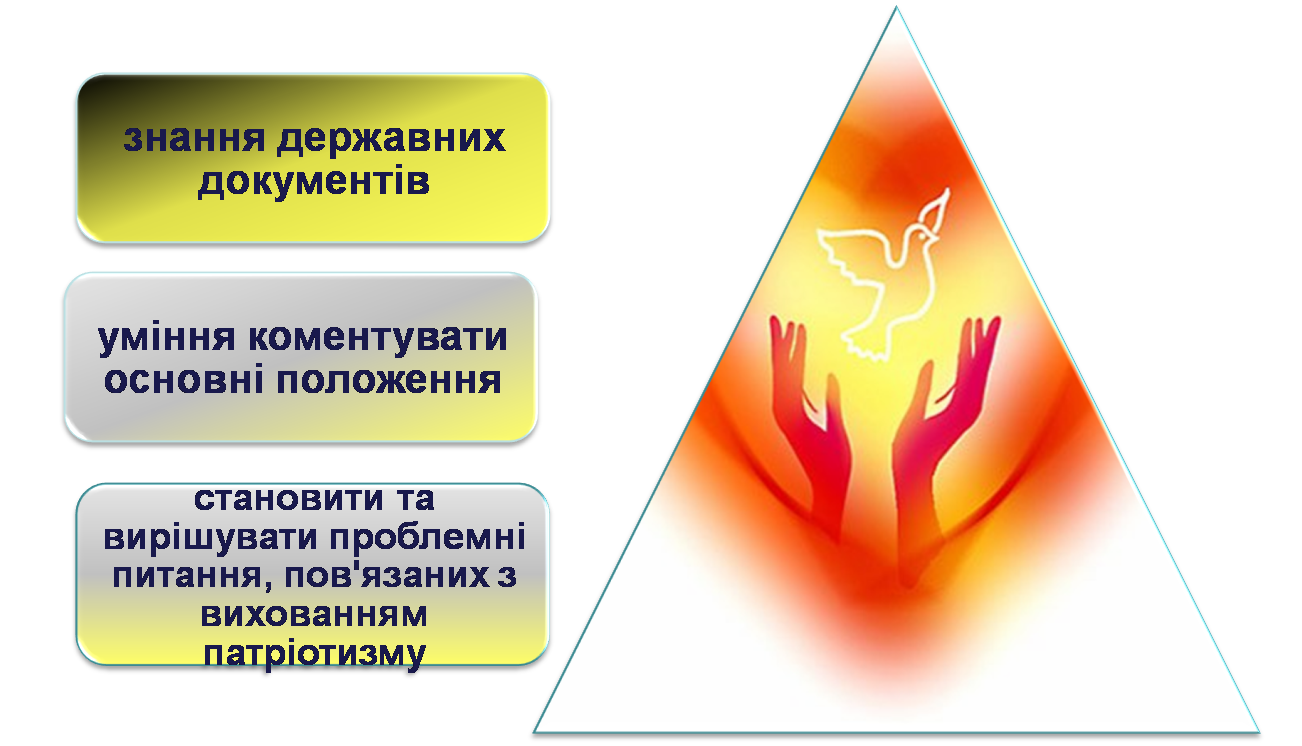 знання державних
документів
уміння коментувати
основні положення
становити та
вирішувати проблемні
питання, пов'язаних з
вихованням
патріотизму